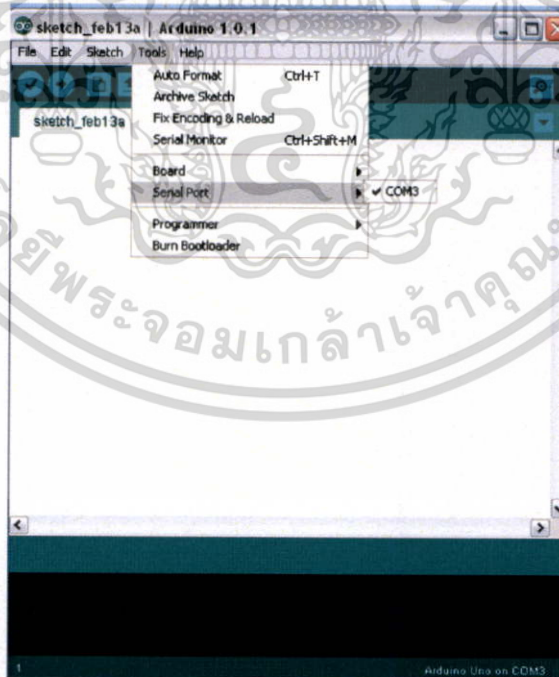 sketch_feb13a | Arduino 1.0.1
File Edit Sketch Tools Help
sketch_feb13a
Auto Format Ctrl+T
Archive Sketch
Fix Encoding & Reload
Serial Monitor Ctrl+Shift+M
Board
Serial Port
COM3
Programmer
Burn Bootloader
พระจอมเกล้าเจ้าคุณ
1
Arduino Uno on COM3